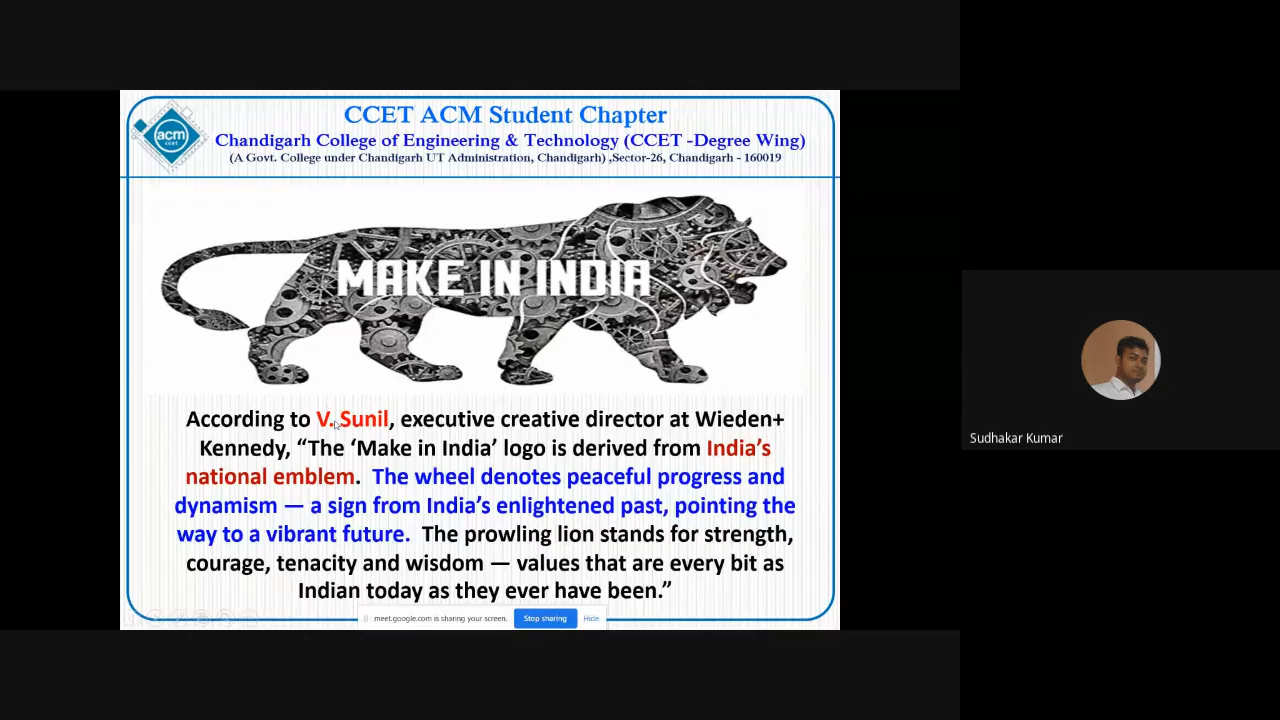 CCET ACM Student Chapter
Chandigarh College of Engineering & Technology (CCET -Degree Wing)
(A Govt. College under Chandigarh UT Administration, Chandigarh) ,Sector-26, Chandigarh - 160019
acm
ccet
MAKE IN INDIA
According to V. Sunil, executive creative director at Wieden+
Kennedy, “The ‘Make in India’ logo is derived from India’s
national emblem.  The wheel denotes peaceful progress and
dynamism — a sign from India’s enlightened past, pointing the
way to a vibrant future.  The prowling lion stands for strength,
courage, tenacity and wisdom — values that are every bit as
Indian today as they ever have been.”
meet.google.com is sharing your screen. Stop sharing Hide
Sudhakar Kumar